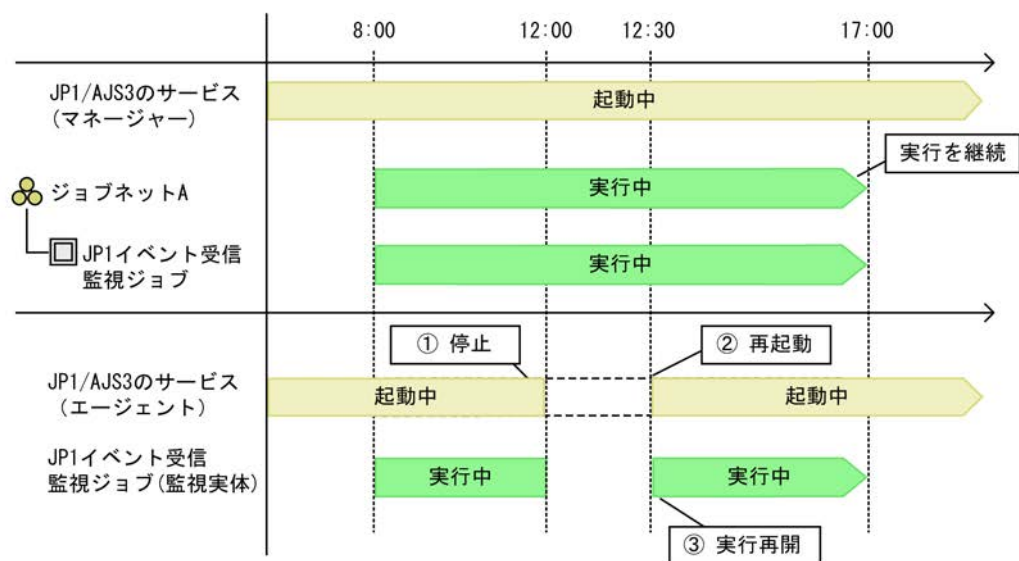 8:00 12:00 12:30 17:00
JP1/AJS3のサービス
(マネージャー)
起動中
実行を継続
ジョブネットA
実行中
JP1イベント受信
監視ジョブ
実行中
① 停止
② 再起動
JP1/AJS3のサービス
(エージェント)
起動中
起動中
JP1イベント受信
監視ジョブ(監視実体)
実行中
実行中
③ 実行再開